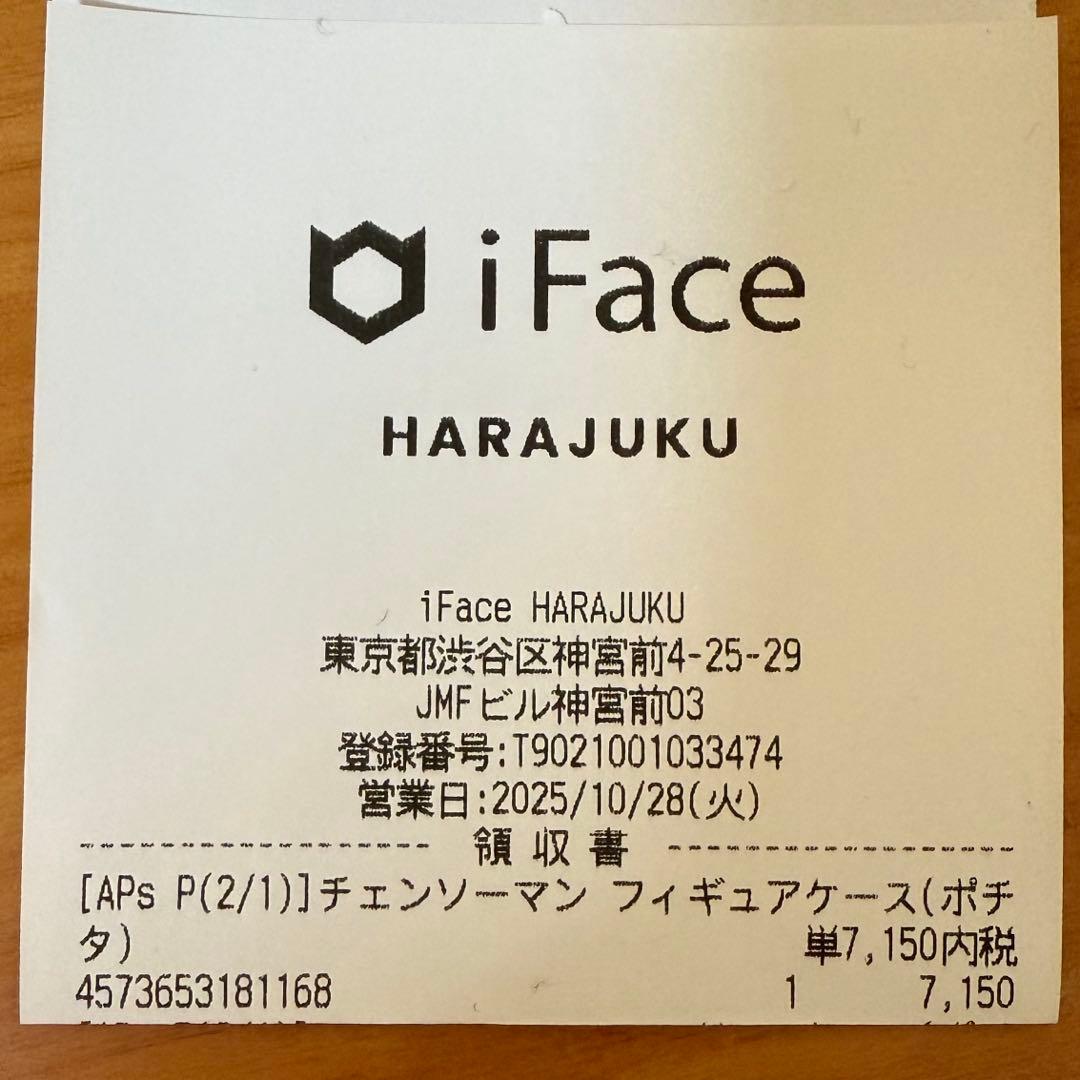 iFace
HARAJUKU
iFace HARAJUKU
東京都渋谷区神宮前4-25-29
JMFビル神宮前03
登録番号:T9021001033474
営業日:2025/10/28(火)
領収書
[APs P(2/1)]チェンソーマン フィギュアケース(ポチ
タ) 単7,150内税
4573653181168 1 7,150